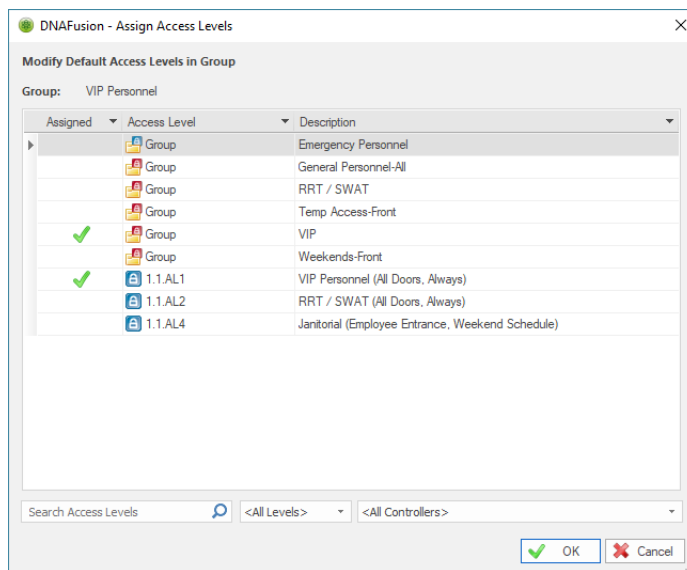 DNAFusion - Assign Access Levels
Modify Default Access Levels in Group
Group: VIP Personnel
Assigned Access Level Description
Group Emergency Personnel
Group General Personnel-All
Group RRT / SWAT
Group Temp Access-Front
Group VIP
Group Weekends-Front
1.1.AL1 VIP Personnel (All Doors, Always)
1.1.AL2 RRT / SWAT (All Doors, Always)
1.1.AL4 Janitorial (Employee Entrance, Weekend Schedule)
Search Access Levels <All Levels> <All Controllers>
OK Cancel